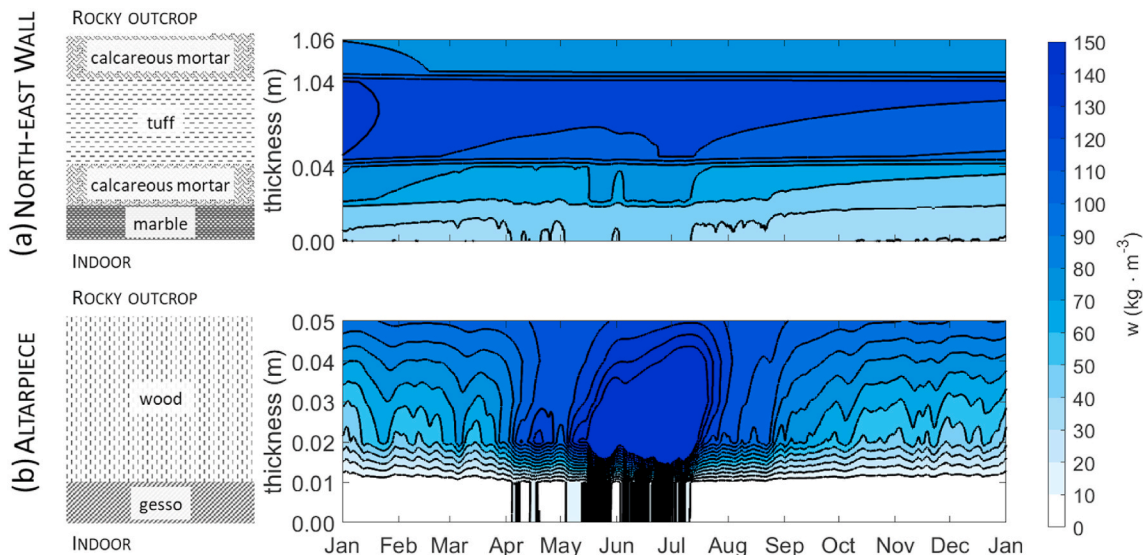 (a) NORTH-EAST WALL
ROCKY OUTCROP
calcareous mortar
tuff
calcareous mortar
marble
INDOOR
thickness (m)
1.06
1.04
0.04
0.00
(b) ALTARPIECE
ROCKY OUTCROP
wood
gesso
INDOOR
thickness (m)
0.05
0.04
0.03
0.02
0.01
0.00
Jan Feb Mar Apr May Jun Jul Aug Sep Oct Nov Dec Jan
150
140
130
120
110
100
90
80
70
60
50
40
30
20
10
0
w (kg · m⁻³)